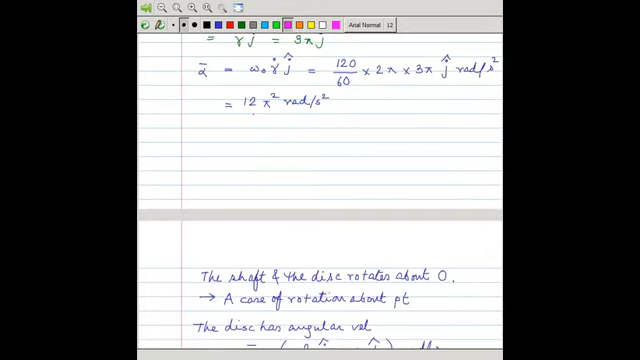 Arial Normal 12
= γ̇ ĵ = 3π ĵ
ᾱ = ω₀ γ̇ ĵ = 120/60 × 2π × 3π ĵ rad/s²
= 12 π² rad/s²
The shaft & the disc rotates about O.
→ A case of rotation about pt
The disc has angular vel